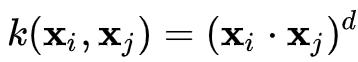 k(𝐱ᵢ, 𝐱ⱼ) = (𝐱ᵢ · 𝐱ⱼ)ᵈ